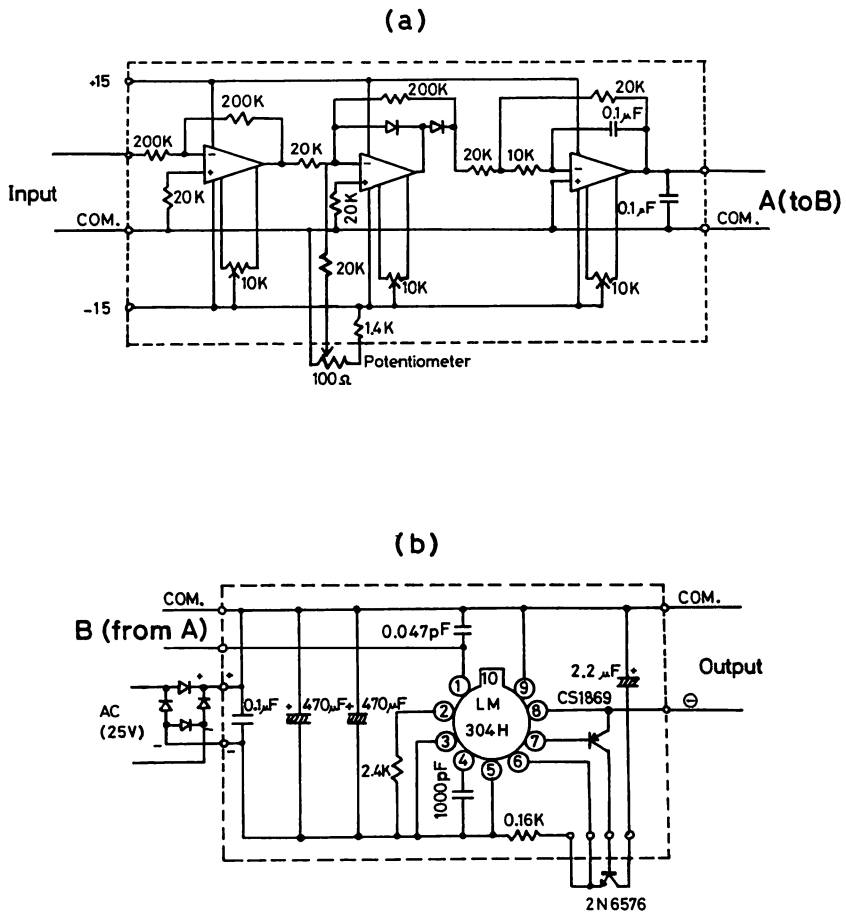 (a)
+15
200K
200K
20K
20K
200K
20K
10K
20K
0.1μF
Input
COM.
20K
10K
20K
10K
10K
0.1μF
A(toB)
COM.
-15
1.4K
Potentiometer
100Ω
(b)
COM.
B (from A)
0.047pF
COM.
Output
AC
(25V)
+
+
-
-
-
0.1μF
+
470μF
+
470μF
2.4K
1000pF
1
2
3
4
5
6
7
8
9
10
LM
304H
CS1869
2.2μF
+
⊖
0.16K
2N6576